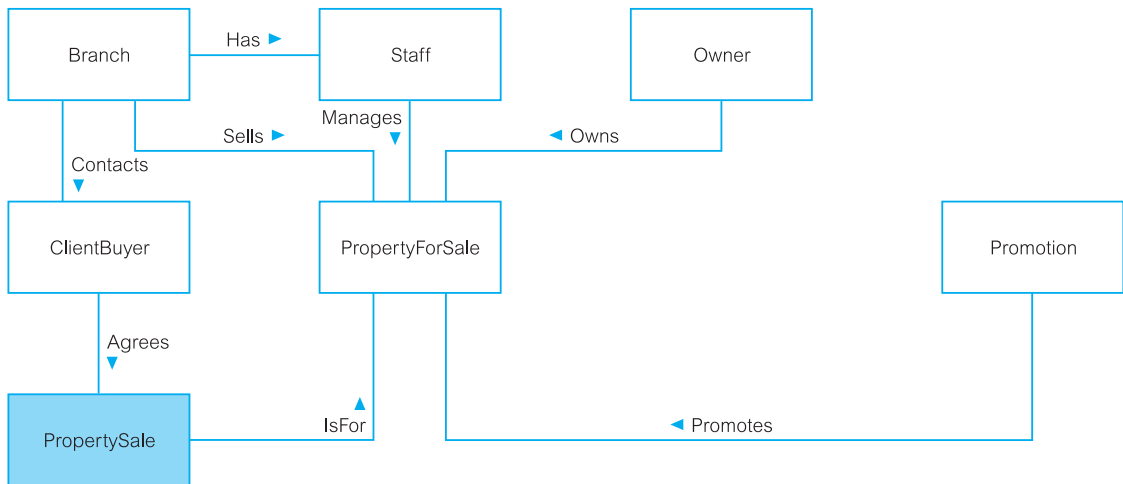 Branch
Has
Staff
Owner
Manages
Sells
Owns
Contacts
ClientBuyer
PropertyForSale
Promotion
Agrees
PropertySale
IsFor
Promotes